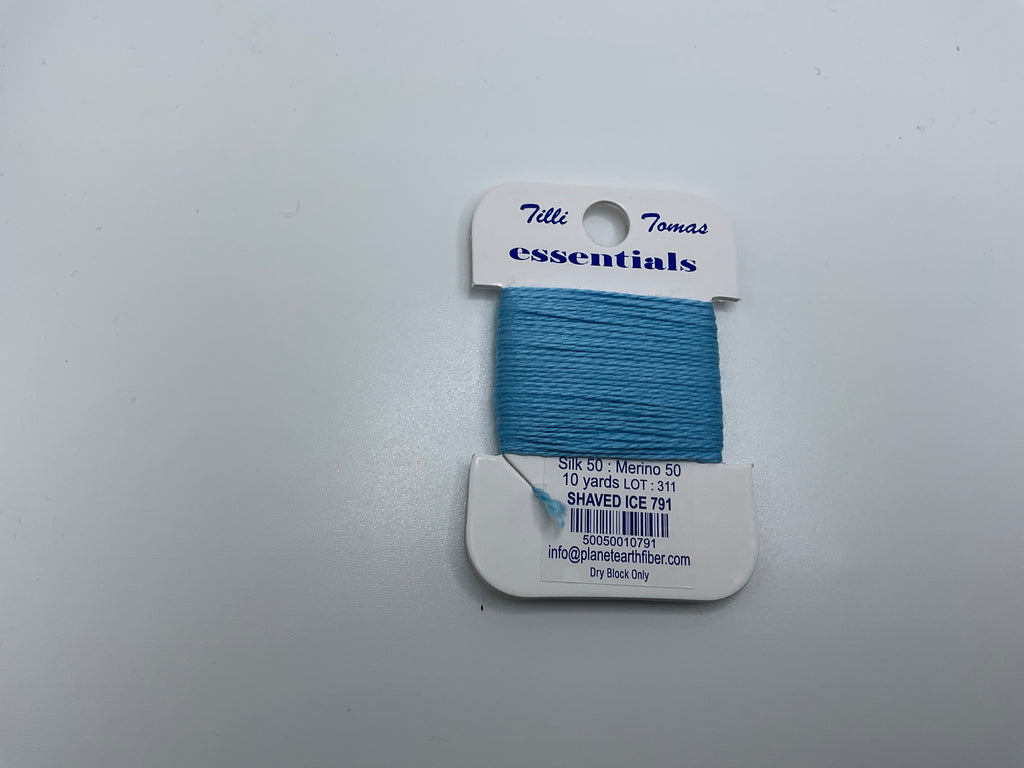 Tilli Tomas
essentials
Silk 50 : Merino 50
10 yards LOT : 311
SHAVED ICE 791
50050010791
info@planetearthfiber.com
Dry Block Only